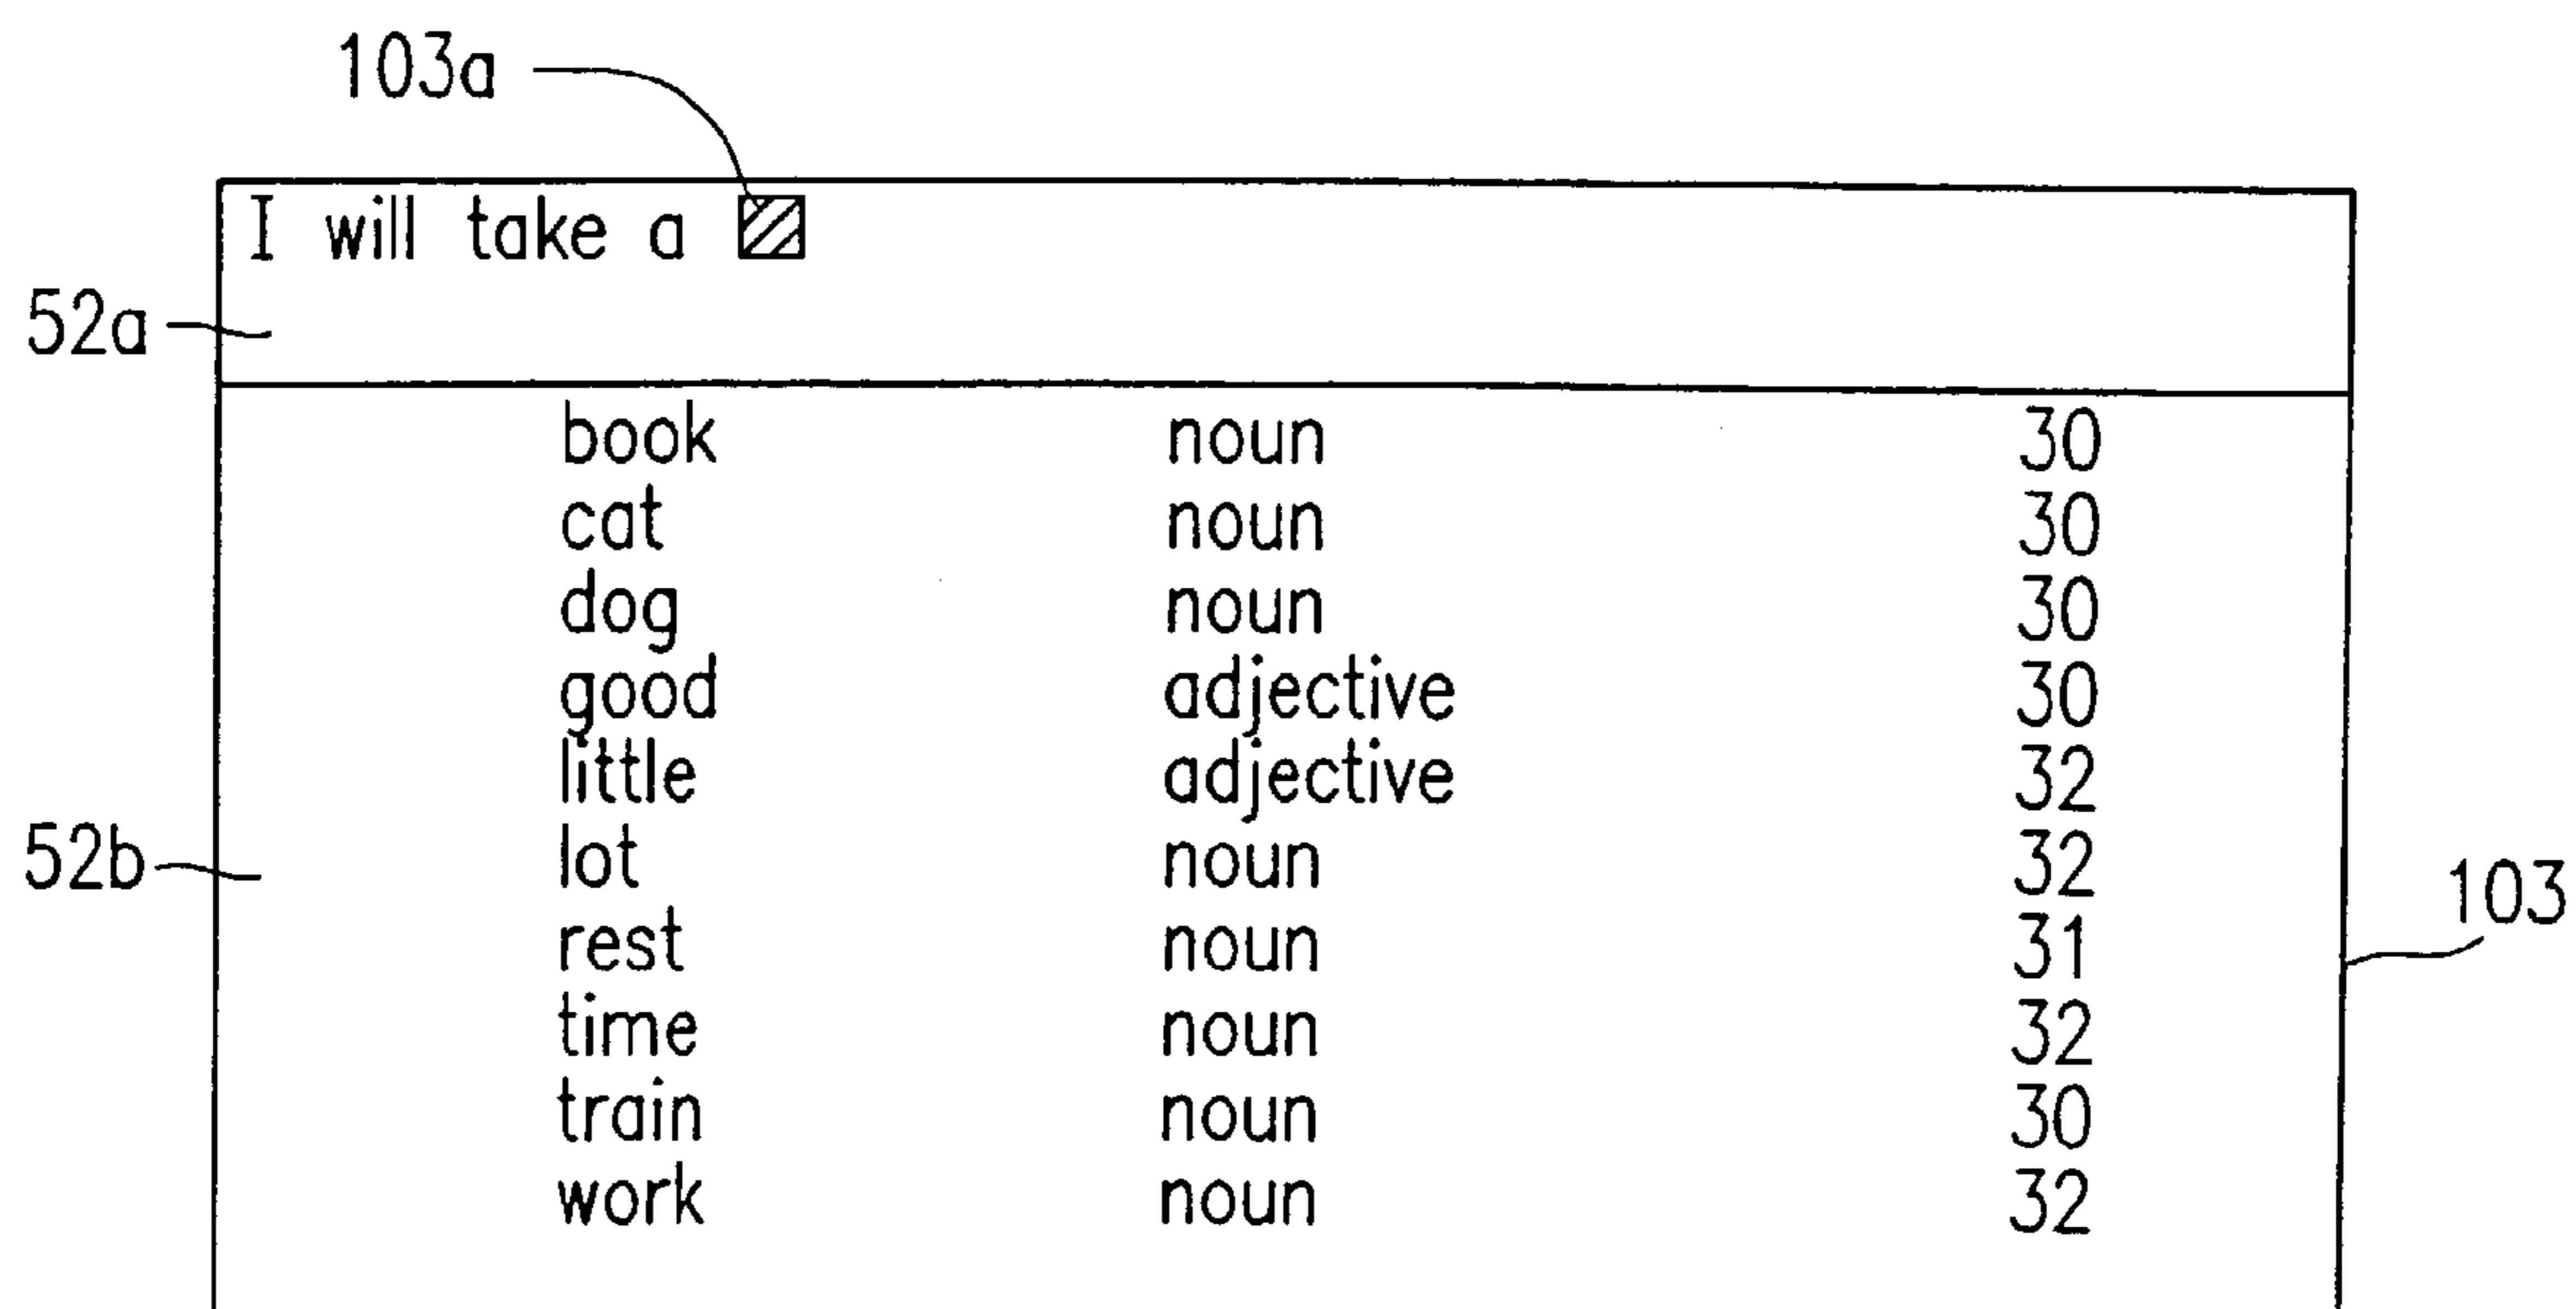 103a
I will take a
52a
book noun 30
cat noun 30
dog noun 30
good adjective 30
little adjective 32
52b lot noun 32
103
rest noun 31
time noun 32
train noun 30
work noun 32